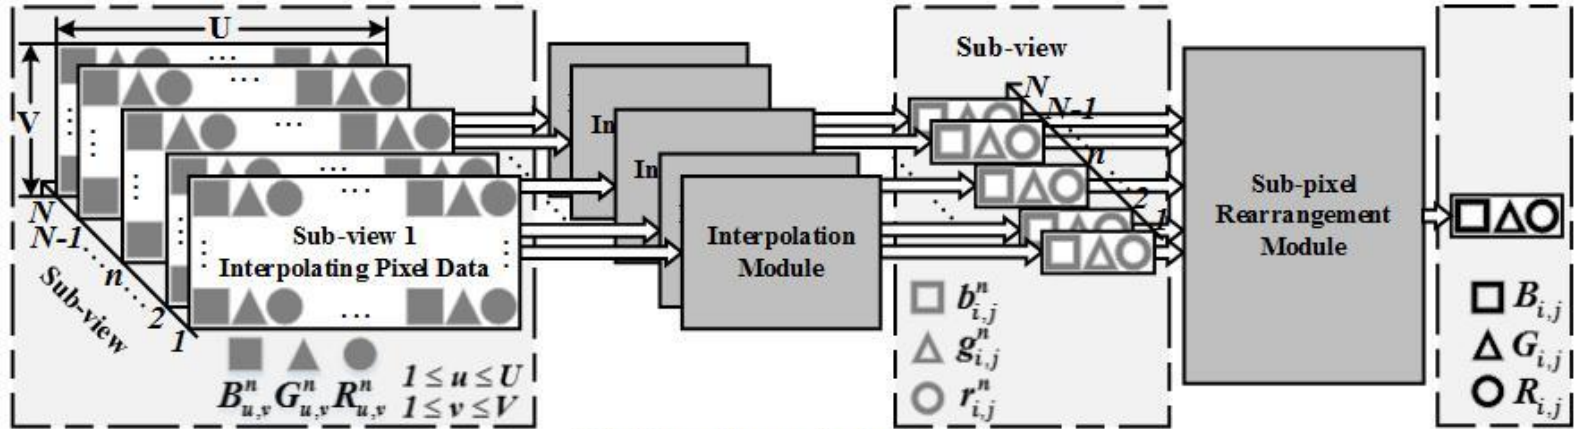 U
V
N
N-1
n
2
1
Sub-view
Sub-view 1
Interpolating Pixel Data
B^n_{u,v} G^n_{u,v} R^n_{u,v}
1 ≤ u ≤ U
1 ≤ v ≤ V
In
In
Interpolation
Module
Sub-view
N
N-1
n
2
1
b^n_{i,j}
g^n_{i,j}
r^n_{i,j}
Sub-pixel
Rearrangement
Module
B_{i,j}
G_{i,j}
R_{i,j}